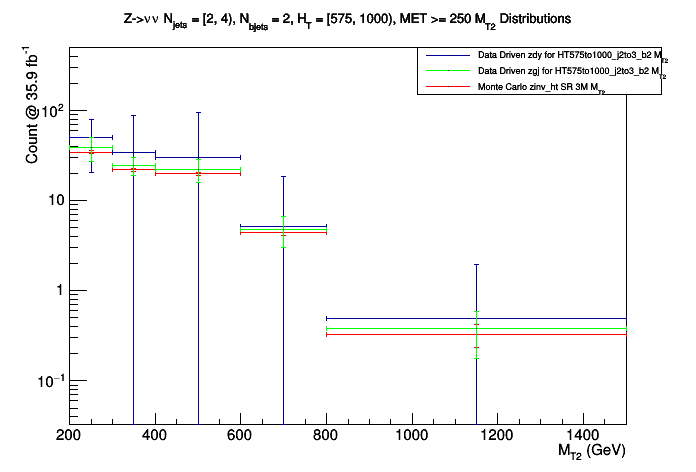 Z->νν N_jets = [2, 4), N_bjets = 2, H_T = [575, 1000), MET >= 250 M_T2 Distributions
Data Driven zdy for HT575to1000_j2to3_b2 M_T2
Data Driven zgj for HT575to1000_j2to3_b2 M_T2
Monte Carlo zinv_ht SR 3M M_T2
Count @ 35.9 fb^-1
10^2
10
1
10^-1
200 400 600 800 1000 1200 1400
M_T2 (GeV)